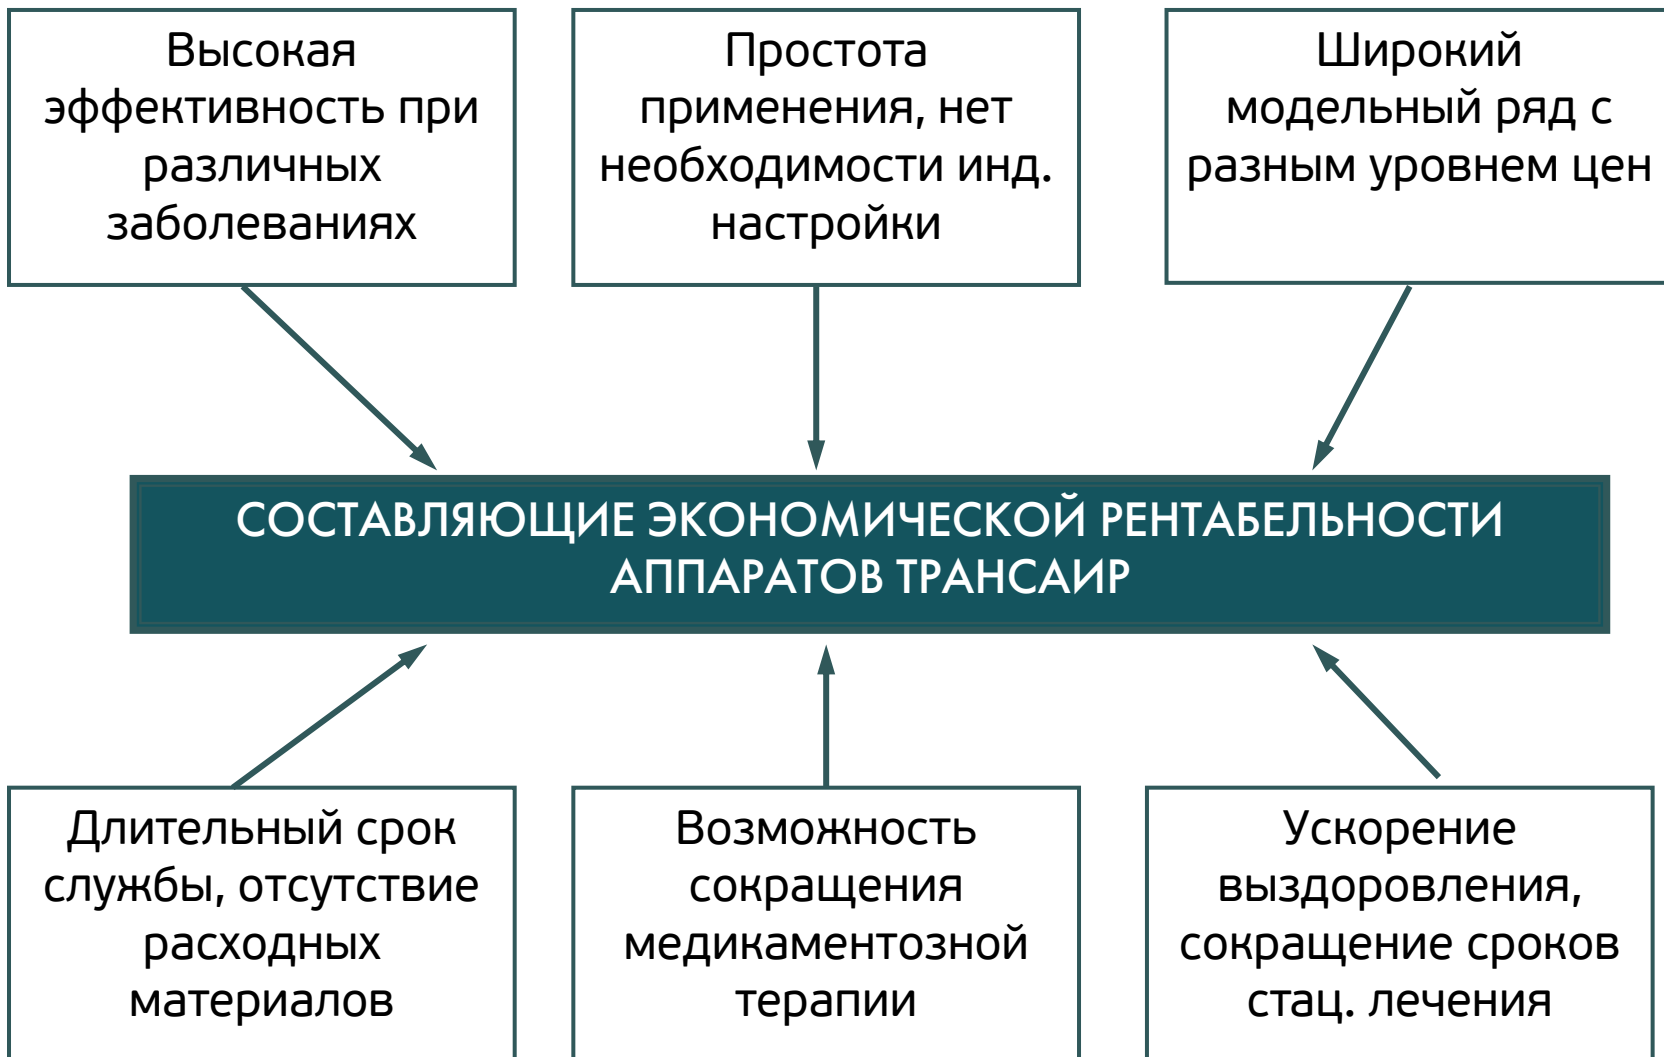 Высокая
эффективность при
различных
заболеваниях
Простота
применения, нет
необходимости инд.
настройки
Широкий
модельный ряд с
разным уровнем цен
СОСТАВЛЯЮЩИЕ ЭКОНОМИЧЕСКОЙ РЕНТАБЕЛЬНОСТИ
АППАРАТОВ ТРАНСАИР
Длительный срок
службы, отсутствие
расходных
материалов
Возможность
сокращения
медикаментозной
терапии
Ускорение
выздоровления,
сокращение сроков
стац. лечения